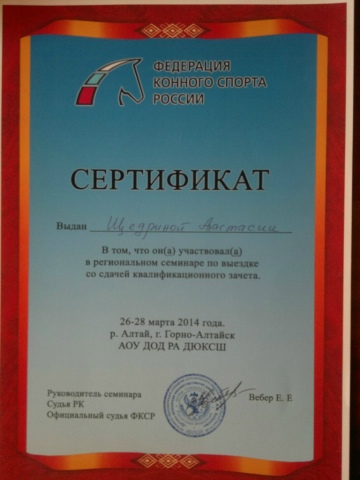 ФЕДЕРАЦИЯ
КОННОГО СПОРТА
РОССИИ
СЕРТИФИКАТ
Выдан Щедриной Анастасии
В том, что он(а) участвовал(а)
в региональном семинаре по выездке
со сдачей квалификационного зачета.
26-28 марта 2014 года.
р. Алтай, г. Горно-Алтайск
АОУ ДОД РА ДЮКСШ
Руководитель семинара
Судья РК Вебер Е. Е
Официальный судья ФКСР